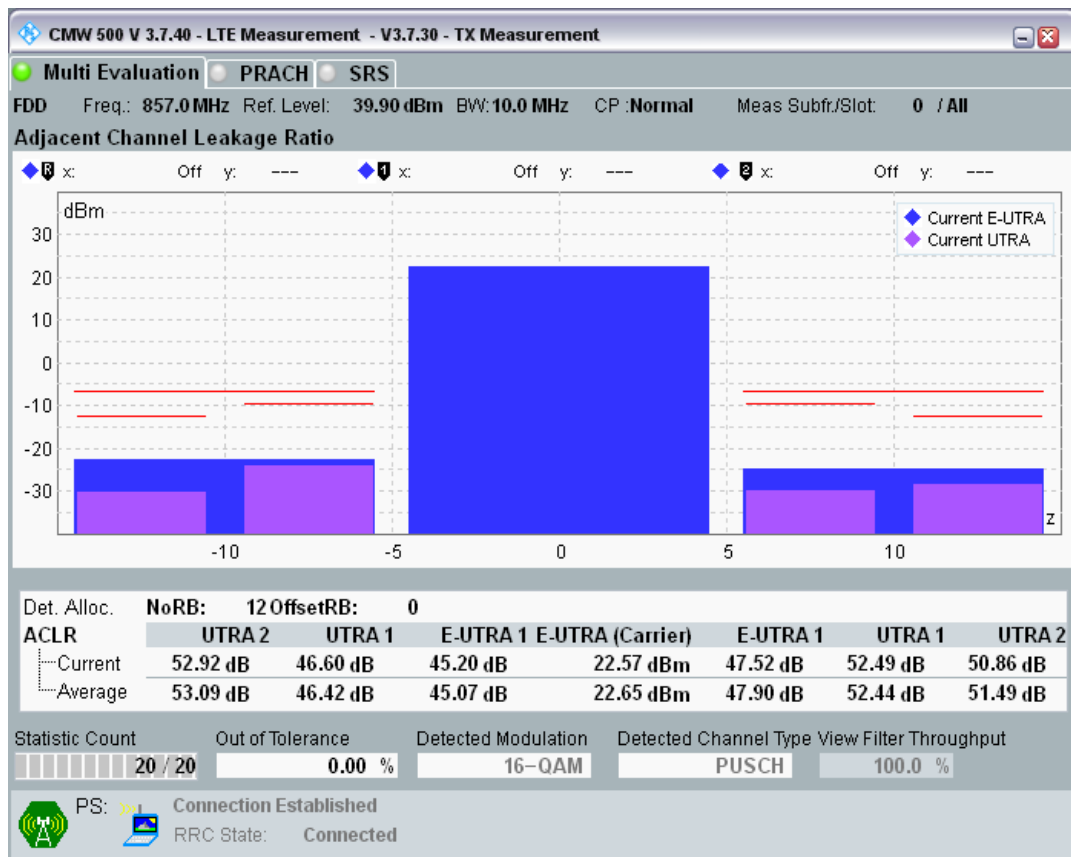 CMW 500 V 3.7.40 - LTE Measurement - V3.7.30 - TX Measurement
Multi Evaluation PRACH SRS
FDD Freq.: 857.0 MHz Ref. Level: 39.90 dBm BW: 10.0 MHz CP :Normal Meas Subfr./Slot: 0 / All
Adjacent Channel Leakage Ratio
R x: Off y: --- 1 x: Off y: --- 2 x: Off y: ---
dBm
Current E-UTRA
Current UTRA
30
20
10
0
-10
-20
-30
z
-10 -5 0 5 10
Det. Alloc. NoRB: 12 OffsetRB: 0
ACLR UTRA 2 UTRA 1 E-UTRA 1 E-UTRA (Carrier) E-UTRA 1 UTRA 1 UTRA 2
Current 52.92 dB 46.60 dB 45.20 dB 22.57 dBm 47.52 dB 52.49 dB 50.86 dB
Average 53.09 dB 46.42 dB 45.07 dB 22.65 dBm 47.90 dB 52.44 dB 51.49 dB
Statistic Count Out of Tolerance Detected Modulation Detected Channel Type View Filter Throughput
20 / 20 0.00 % 16-QAM PUSCH 100.0 %
PS: Connection Established
RRC State: Connected